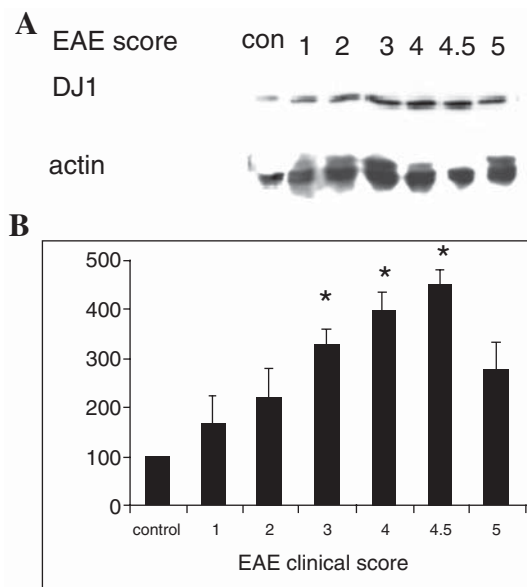 A
EAE score con 1 2 3 4 4.5 5
DJ1
actin
B
500
400
300
200
100
0
* * *
control 1 2 3 4 4.5 5
EAE clinical score